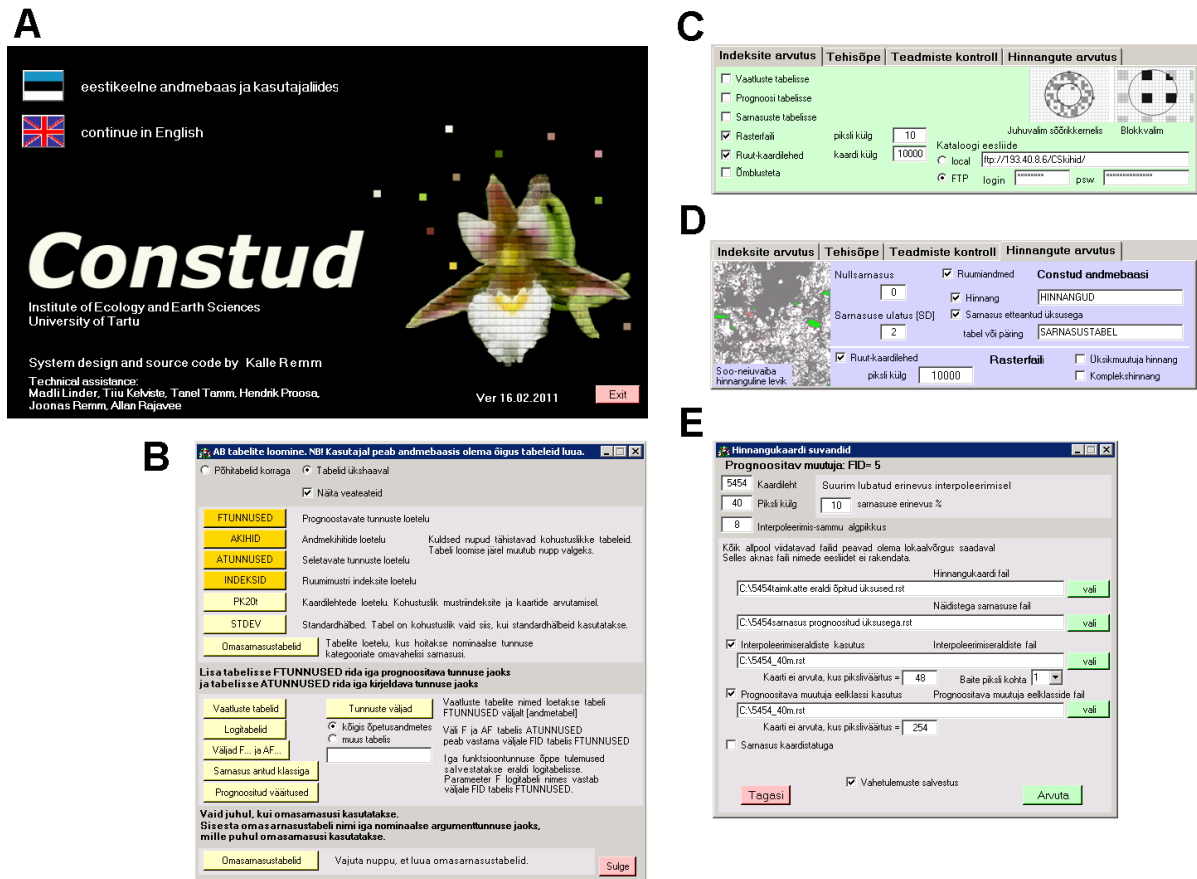 A
eestikeelne andmebaas ja kasutajaliides
continue in English
Constud
Institute of Ecology and Earth Sciences
University of Tartu
System design and source code by Kalle Remm
Technical assistance:
Madli Linder, Tiiu Kelviste, Tanel Tamm, Hendrik Proosa,
Joonas Remm, Allan Rajavee
Ver 16.02.2011
Exit
B
AB tabelite loomine. NB! Kasutajal peab andmebaasis olema õigus tabeleid luua.
Põhitabelid korraga
Tabelid ükshaaval
Näita veateateid
FTUNNUSED
Prognoostavate tunnuste loetelu
AKIHID
Andmekihitide loetelu
Kuldsed nupud tähistavad kohustuslikke tabeleid.
Tabeli loomise järel muutub nupp valgeks.
ATUNNUSED
Seletavate tunnuste loetelu
INDEKSID
Ruumimustri indeksite loetelu
PK20t
Kaardilehtede loetelu. Kohustuslik mustriindeksite ja kaartide arvutamisel.
STDEV
Standardhälbed. Tabel on kohustuslik vaid siis, kui standardhälbeid kasutatakse.
Omasarnasustabelid
Tabelite loetelu, kus hoitakse nominaalse tunnuse
kategooriate omavahelisi sarnasusi.
Lisa tabelisse FTUNNUSED rida iga prognoositava tunnuse jaoks
ja tabelisse ATUNNUSED rida iga kirjeldava tunnuse jaoks
Vaatluste tabelid
Logitabelid
Väljad F... ja AF...
Sarnasus antud klassiga
Prognoositud väärtused
Tunnuste väljad
kõigis õpetusandmetes
muus tabelis
Vaatluste tabelite nimed loetakse tabeli
FTUNNUSED väljalt [andmetabel]
Väli F ja AF tabelis ATUNNUSED
peab vastama väljale FID tabelis FTUNNUSED
Iga funktsioontunnuse õppe tulemused
salvestatakse eraldi logitabelisse.
Parameeter F logitabeli nimes vastab
väljale FID tabelis FTUNNUSED.
Vaid juhul, kui omasarnasusi kasutatakse.
Sisesta omasarnasustabeli nimi iga nominaalse argumenttunnuse jaoks,
mille puhul omasarnasusi kasutatakse.
Omasarnasustabelid
Vajuta nuppu, et luua omasarnasustabelid.
Sulge
C
Indeksite arvutus
Tehisõpe
Teadmiste kontroll
Hinnangute arvutus
Vaatluste tabelisse
Prognoosi tabelisse
Sarnasuste tabelisse
Rasterfaili
piksli külg
10
Ruut-kaardilehed
kaardi külg
10000
Õmblusteta
Juhuvalim sõõrikkernelis
Blokkvalim
Kataloogi eesliide
local
ftp://193.40.8.6/CSkihid/
FTP
login
psw
D
Indeksite arvutus
Tehisõpe
Teadmiste kontroll
Hinnangute arvutus
Soo-neiuvaiba
hinnanguline levik
Nullsarnasus
0
Sarnasuse ulatus [SD]
2
Ruumiandmed
Constud andmebaasi
Hinnang
HINNANGUD
Sarnasus etteantud üksusega
tabel või päring
SARNASUSTABEL
Ruut-kaardilehed
piksli külg
10000
Rasterfaili
Üksikmuutuja hinnang
Komplekshinnang
E
Hinnangukaardi suvandid
Prognoositav muutuja: FID= 5
5454
Kaardileht
Suurim lubatud erinevus interpoleerimisel
40
Piksli külg
10
sarnasuse erinevus %
8
Interpoleerimis-sammu algpikkus
Kõik allpool viidatavad failid peavad olema lokaalvõrgus saadaval
Selles aknas faili nimede eesliidet ei rakendata.
Hinnangukaardi fail
C:\5454taimkatte eraldi õpitud üksused.rst
vali
Näidistega sarnasuse fail
C:\5454sarnasus prognoositud üksusega.rst
vali
Interpoleerimiseraldiste kasutus
Interpoleerimiseraldiste fail
C:\5454_40m.rst
vali
Kaarti ei arvuta, kus piksliväärtus =
48
Baite piksli kohta
1
Prognoositava muutuja eelklassi kasutus
Prognoositava muutuja eelklasside fail
C:\5454_40m.rst
vali
Kaarti ei arvuta, kus piksliväärtus =
254
Sarnasus kaardistatuga
Vahetulemuste salvestus
Tagasi
Arvuta